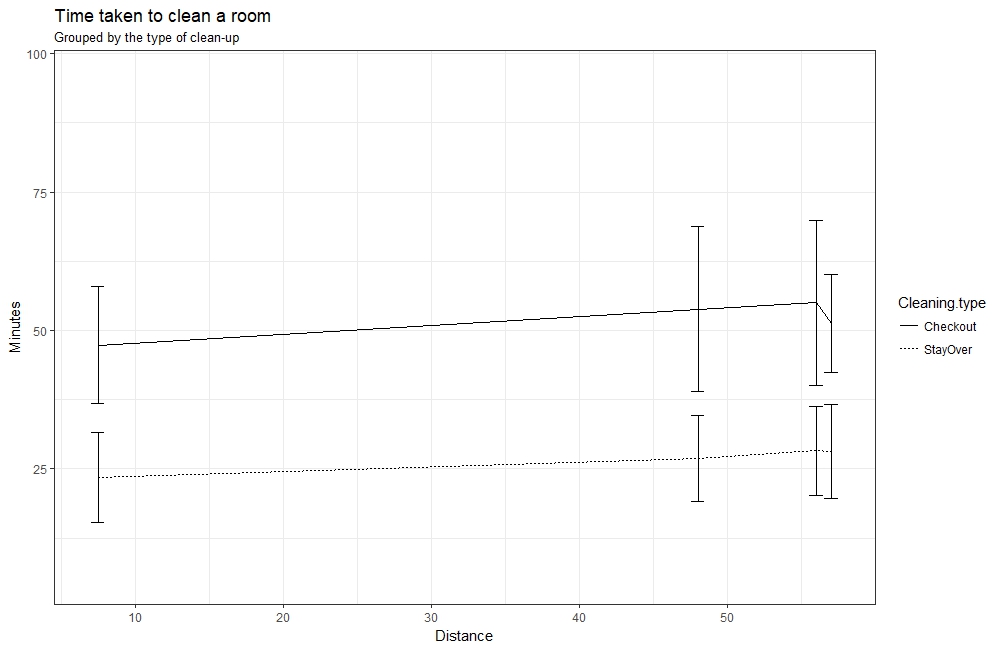 Time taken to clean a room
Grouped by the type of clean-up
100
75
50
25
Minutes
10 20 30 40 50
Distance
Cleaning.type
Checkout
StayOver